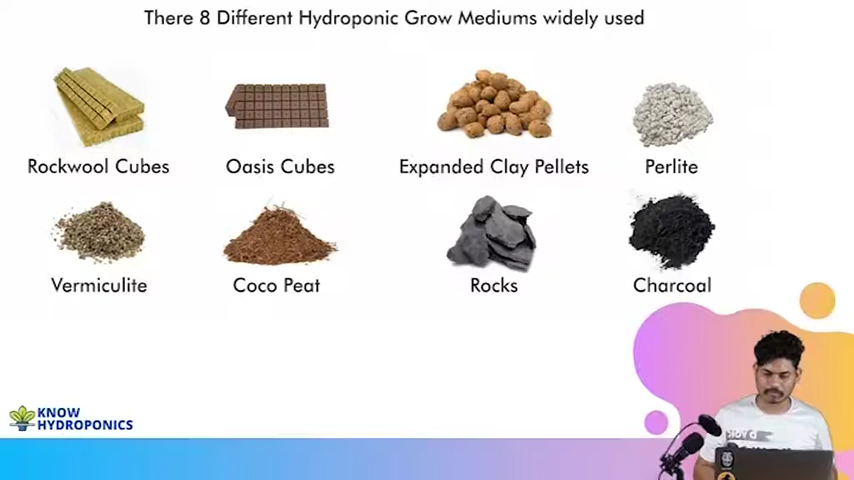 There 8 Different Hydroponic Grow Mediums widely used
Rockwool Cubes
Oasis Cubes
Expanded Clay Pellets
Perlite
Vermiculite
Coco Peat
Rocks
Charcoal
KNOW
HYDROPONICS